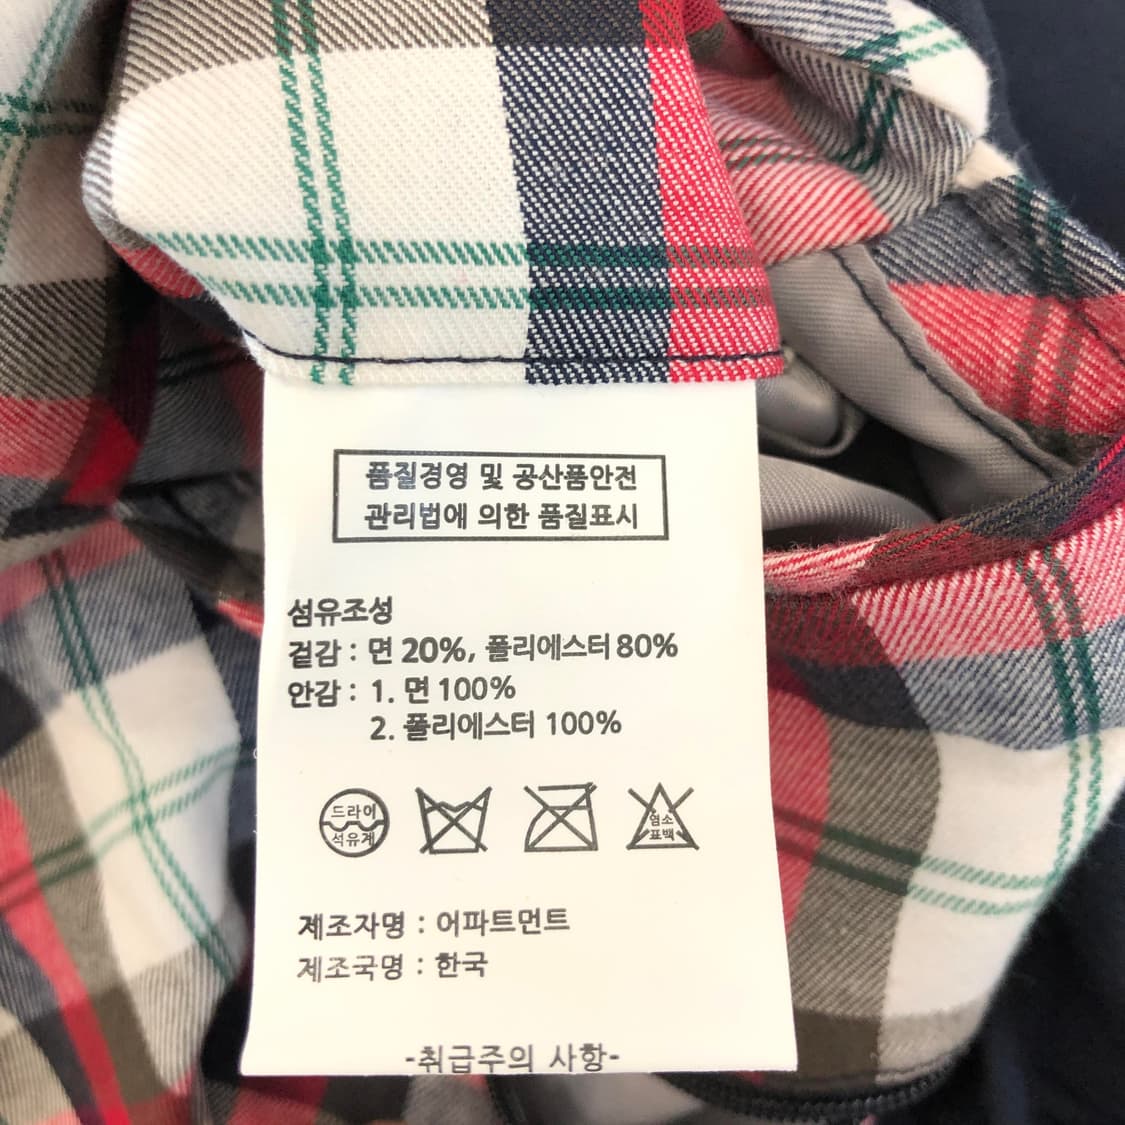 품질경영 및 공산품안전
관리법에 의한 품질표시
섬유조성
겉감 : 면 20%, 폴리에스터 80%
안감 : 1. 면 100%
2. 폴리에스터 100%
드라이
석유계
염소
표백
제조자명 : 어파트먼트
제조국명 : 한국
-취급주의 사항-